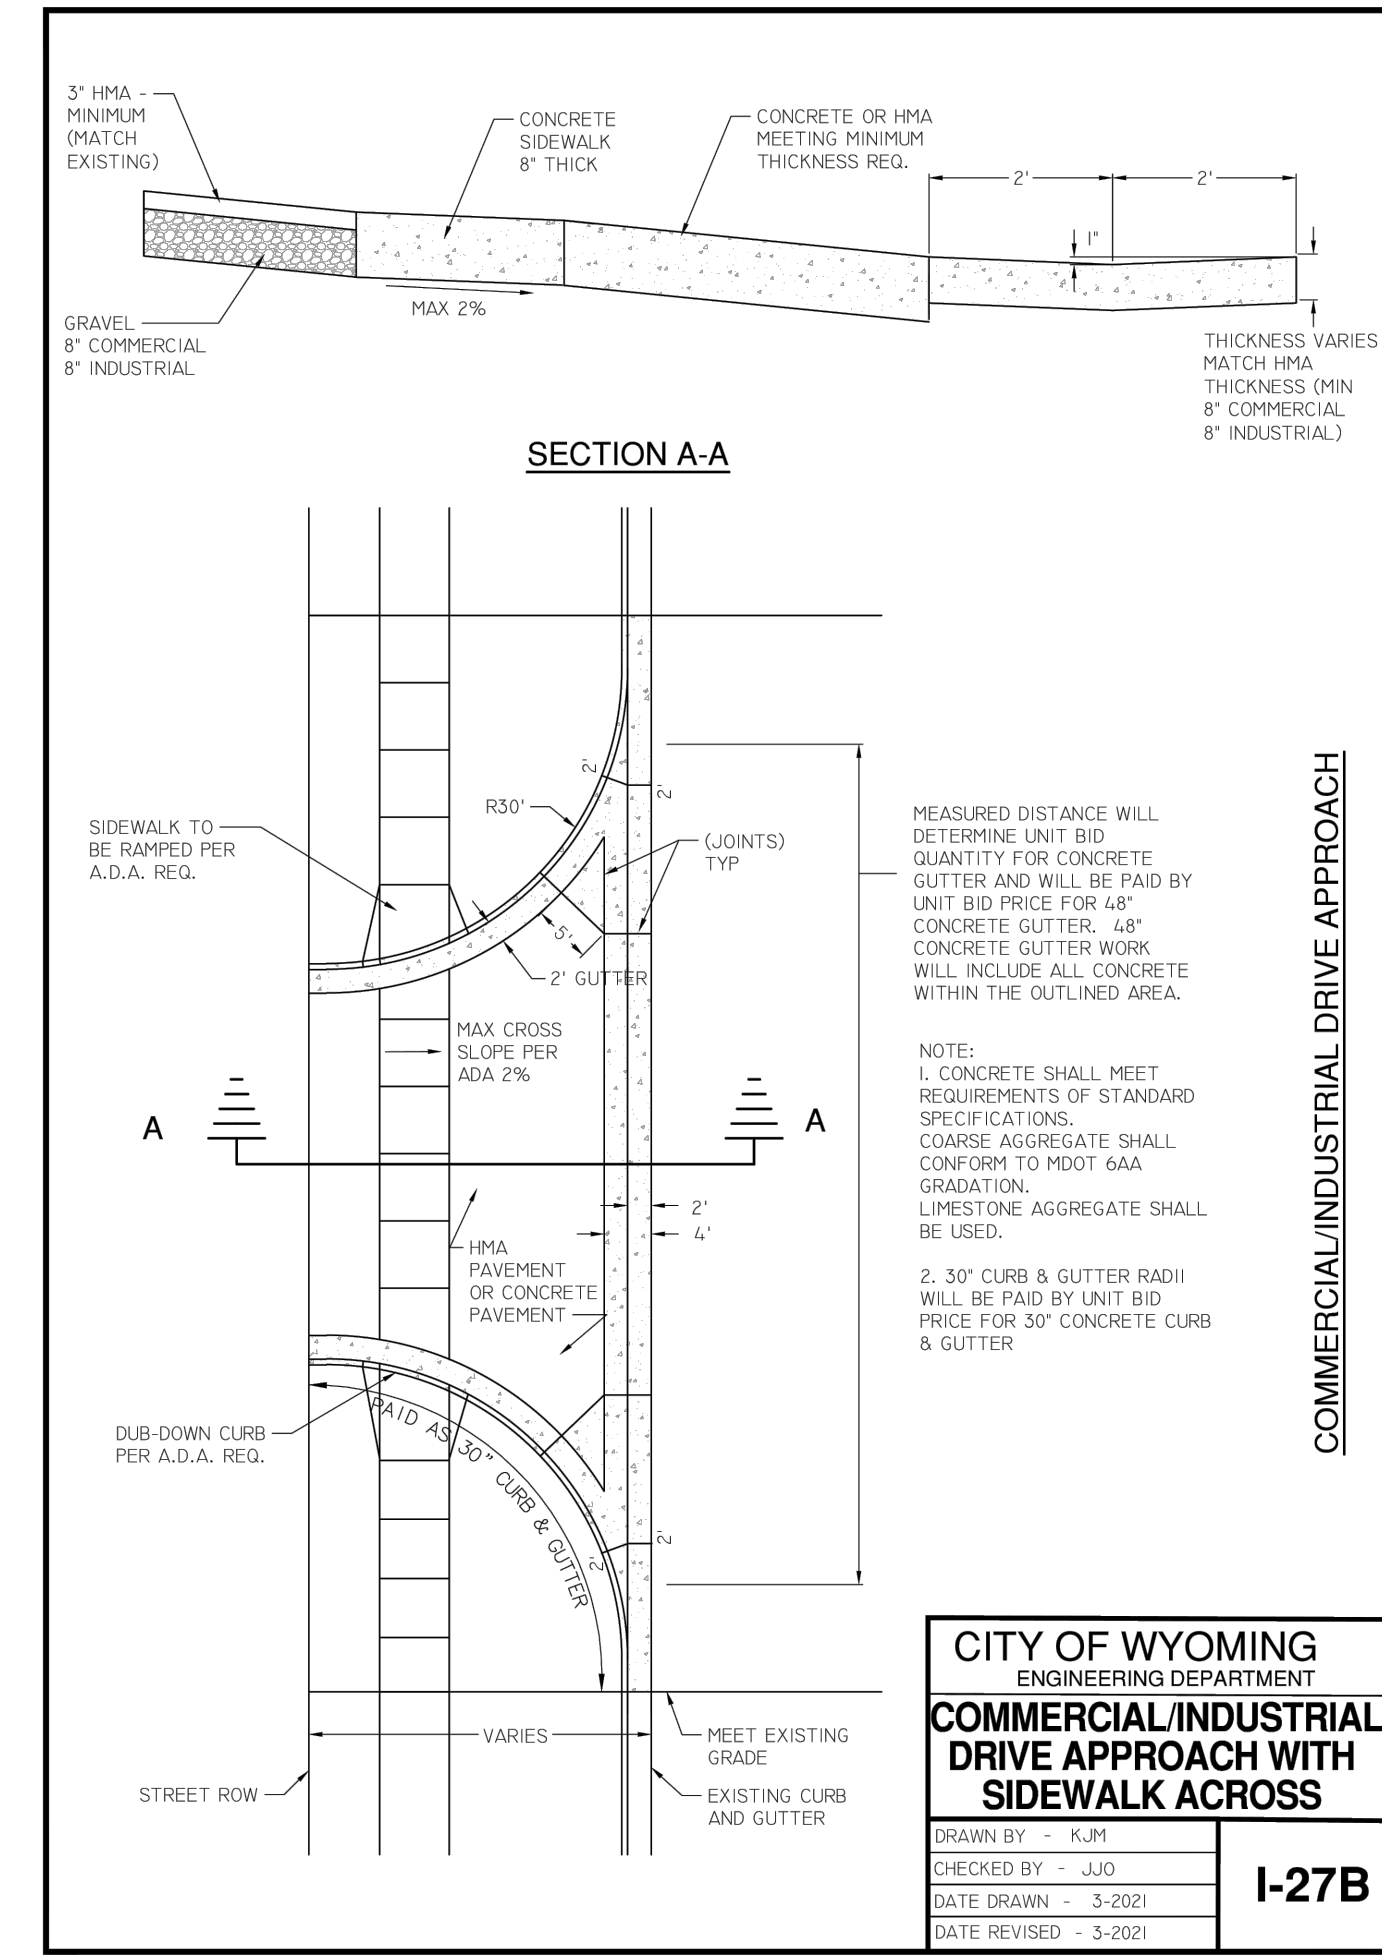 3" HMA -
MINIMUM
(MATCH
EXISTING)
CONCRETE
SIDEWALK
8" THICK
CONCRETE OR HMA
MEETING MINIMUM
THICKNESS REQ.
2'
2'
1"
MAX 2%
GRAVEL
8" COMMERCIAL
8" INDUSTRIAL
THICKNESS VARIES
MATCH HMA
THICKNESS (MIN
8" COMMERCIAL
8" INDUSTRIAL)
SECTION A-A
2'
2'
R30'
SIDEWALK TO
BE RAMPED PER
A.D.A. REQ.
(JOINTS)
TYP
5'
2' GUTTER
MAX CROSS
SLOPE PER
ADA 2%
A
A
2'
4'
HMA
PAVEMENT
OR CONCRETE
PAVEMENT
DUB-DOWN CURB
PER A.D.A. REQ.
PAID AS 30" CURB & GUTTER
2'
2'
VARIES
MEET EXISTING
GRADE
STREET ROW
EXISTING CURB
AND GUTTER
MEASURED DISTANCE WILL
DETERMINE UNIT BID
QUANTITY FOR CONCRETE
GUTTER AND WILL BE PAID BY
UNIT BID PRICE FOR 48"
CONCRETE GUTTER. 48"
CONCRETE GUTTER WORK
WILL INCLUDE ALL CONCRETE
WITHIN THE OUTLINED AREA.
NOTE:
1. CONCRETE SHALL MEET
REQUIREMENTS OF STANDARD
SPECIFICATIONS.
COARSE AGGREGATE SHALL
CONFORM TO MDOT 6AA
GRADATION.
LIMESTONE AGGREGATE SHALL
BE USED.
2. 30" CURB & GUTTER RADII
WILL BE PAID BY UNIT BID
PRICE FOR 30" CONCRETE CURB
& GUTTER
COMMERCIAL/INDUSTRIAL DRIVE APPROACH
CITY OF WYOMING
ENGINEERING DEPARTMENT
COMMERCIAL/INDUSTRIAL
DRIVE APPROACH WITH
SIDEWALK ACROSS
DRAWN BY - KJM
CHECKED BY - JJO
DATE DRAWN - 3-2021
DATE REVISED - 3-2021
I-27B